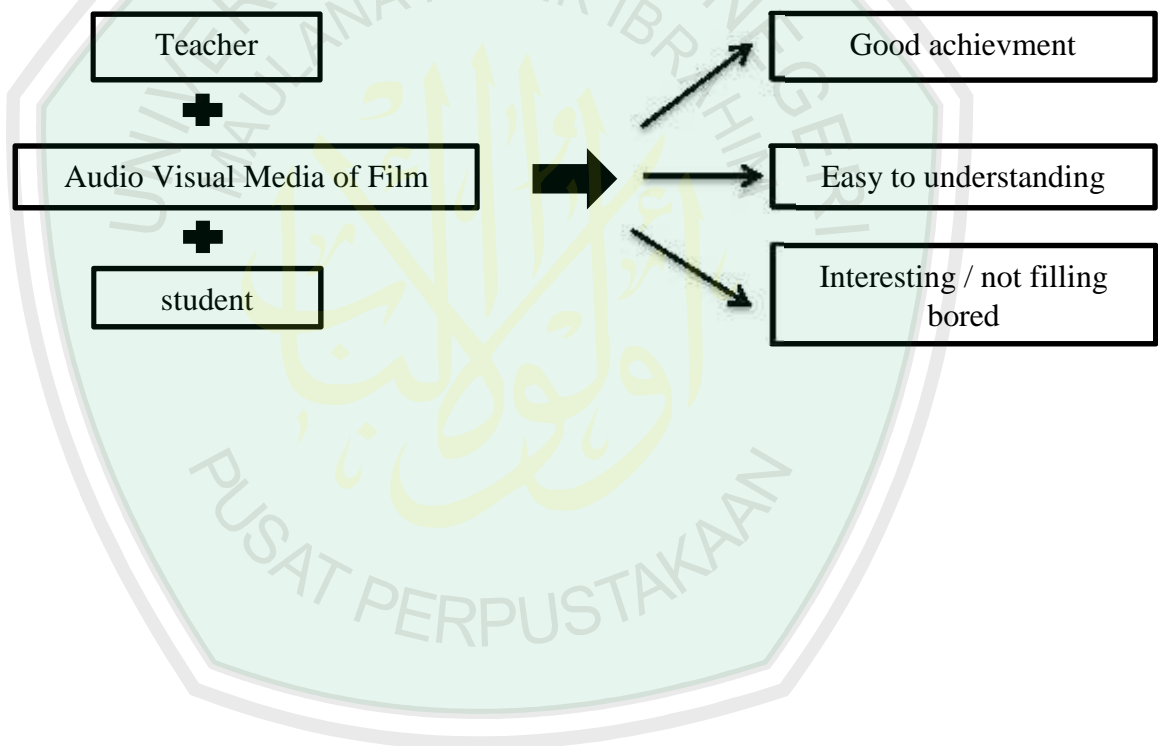 Teacher
Good achievment
Audio Visual Media of Film
Easy to understanding
student
Interesting / not filling
bored
PUSAT PERPUSTAKAAN